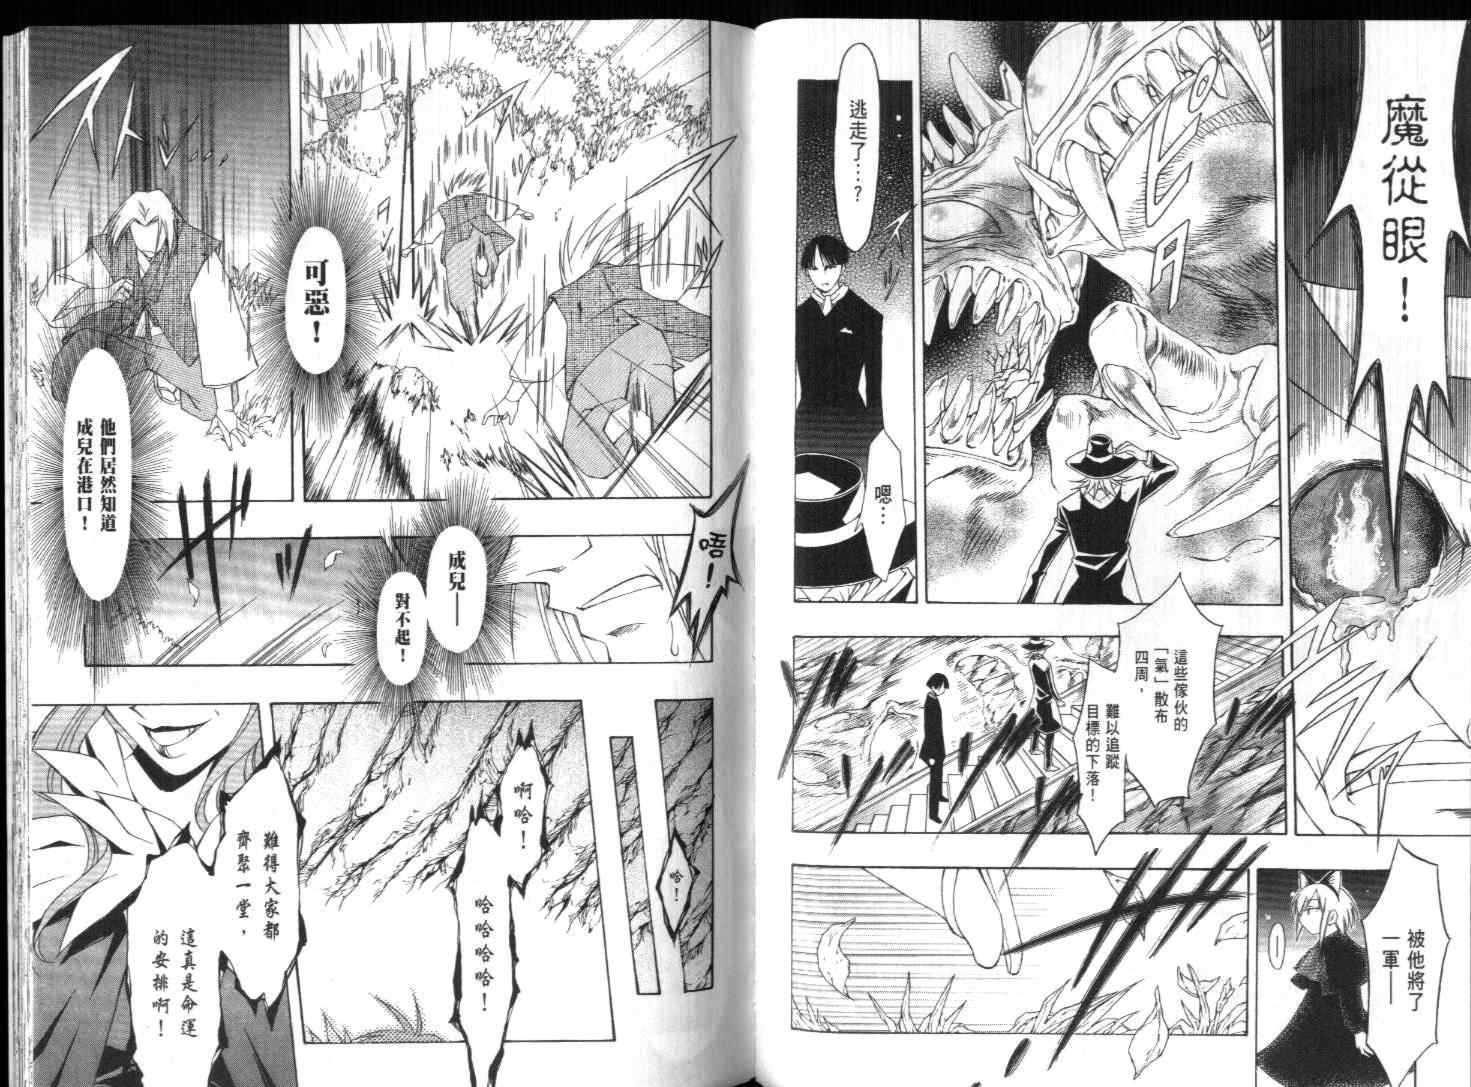 魔從眼！
逃走了…？
嗯…
這些傢伙的
「氣」散布
四周，
難以追蹤
目標的下落！
被他將了
一軍——
唔！
可惡！
他們居然知道
成兒在港口！
成兒——
對不起！
哈！
啊哈！
哈哈哈哈！
難得大家都
齊聚一堂，
這真是命運
的安排啊！